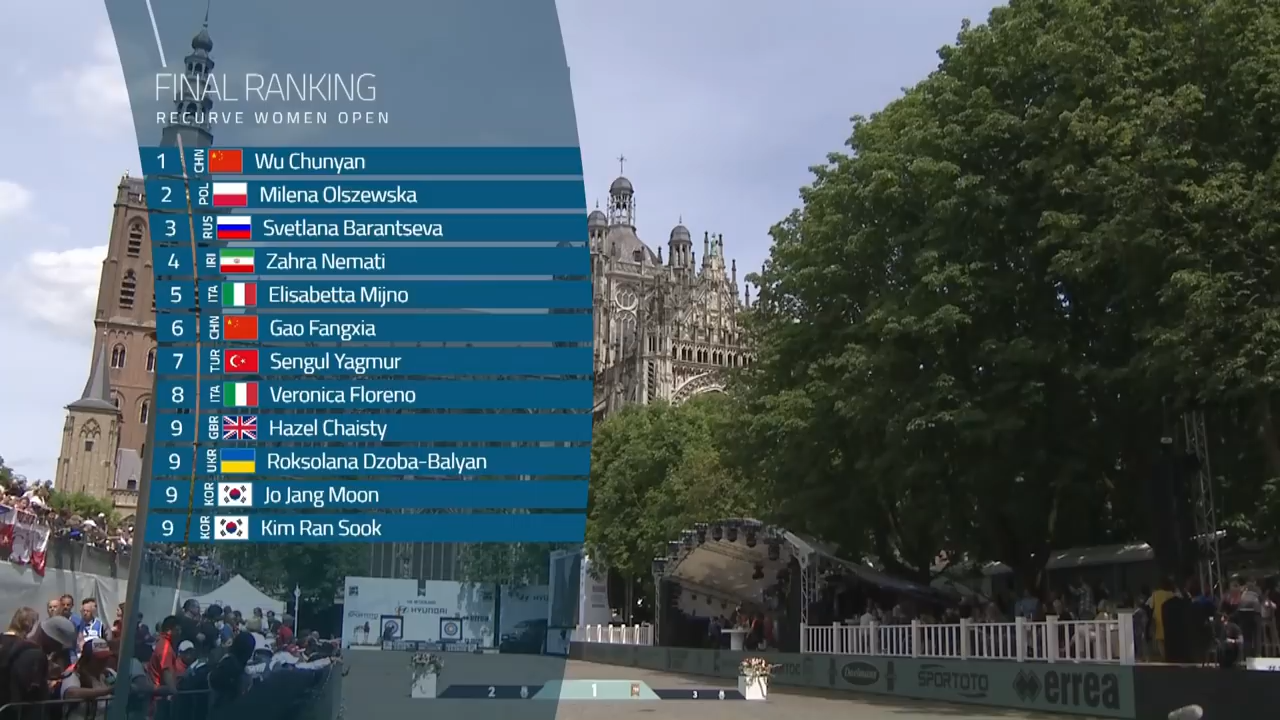 FINAL RANKING
RECURVE WOMEN OPEN
1 CHN Wu Chunyan
2 POL Milena Olszewska
3 RUS Svetlana Barantseva
4 IRI Zahra Nemati
5 ITA Elisabetta Mijno
6 CHN Gao Fangxia
7 TUR Sengul Yagmur
8 ITA Veronica Floreno
9 GBR Hazel Chaisty
9 UKR Roksolana Dzoba-Balyan
9 KOR Jo Jang Moon
9 KOR Kim Ran Sook
HYUNDAI
2 1 3
SPORTOTO
errea